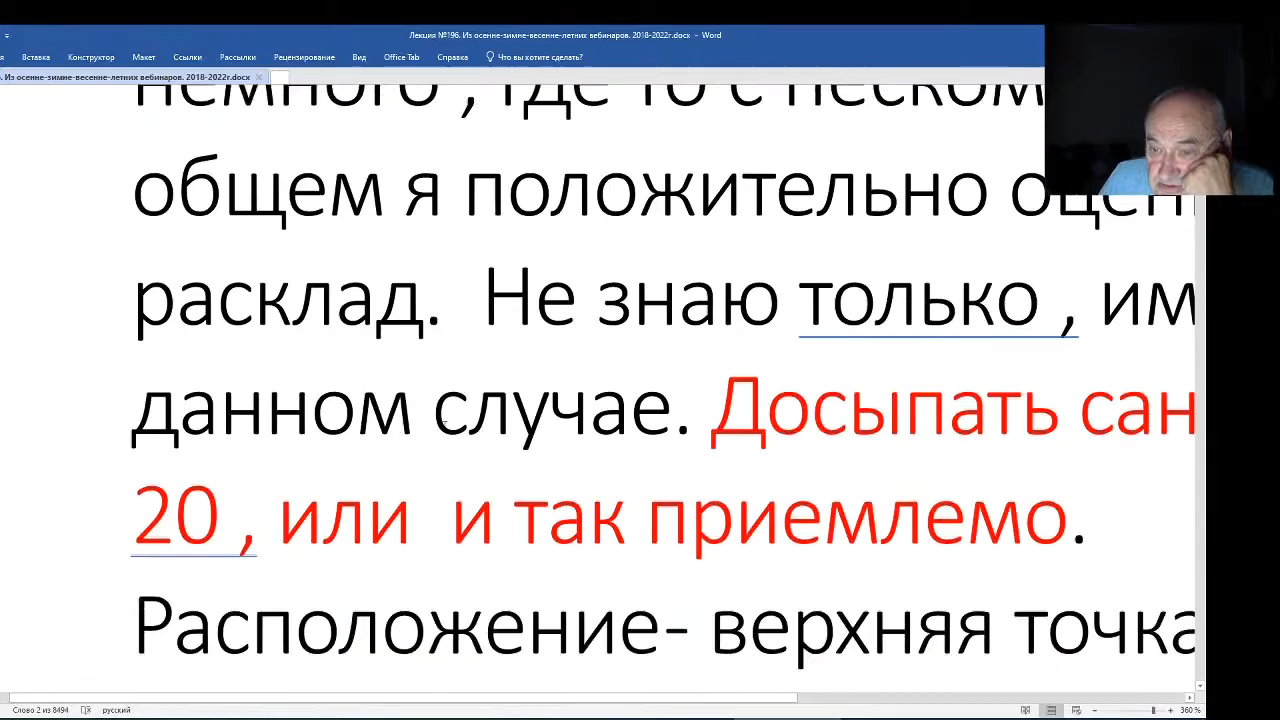 Лекция №196. Из осенне-зимне-весенне-летних вебинаров. 2018-2022г.docx - Word
Вставка Конструктор Макет Ссылки Рассылки Рецензирование Вид Office Tab Справка Что вы хотите сделать?
Из осенне-зимне-весенне-летних вебинаров. 2018-2022г.docx
немного , где то с
общем я положительно
расклад. Не знаю только ,
данном случае. Досыпать
20 , или и так приемлемо.
Расположение- верхняя точка
Слово 2 из 8494 русский 360 %